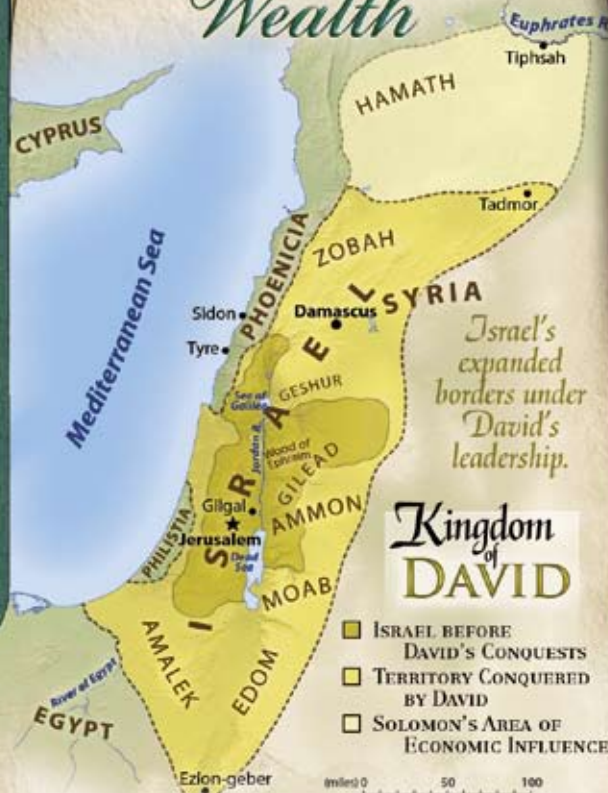 Wealth
Euphrates R
Tiphsah
HAMATH
CYPRUS
Tadmor
ZOBAH
PHOENICIA
Mediterranean Sea
SYRIA
Sidon
Damascus
Tyre
ISRAEL
GESHUR
Sea of
Galilee
Jordan R.
Wood of
Ephraim
GILEAD
Gilgal
AMMON
Jerusalem
PHILISTIA
Dead
Sea
MOAB
AMALEK
EDOM
River of Egypt
EGYPT
Ezion-geber
Israel's
expanded
borders under
David's
leadership.
Kingdom
of
DAVID
ISRAEL BEFORE
DAVID'S CONQUESTS
TERRITORY CONQUERED
BY DAVID
SOLOMON'S AREA OF
ECONOMIC INFLUENCE
(miles) 0 50 100